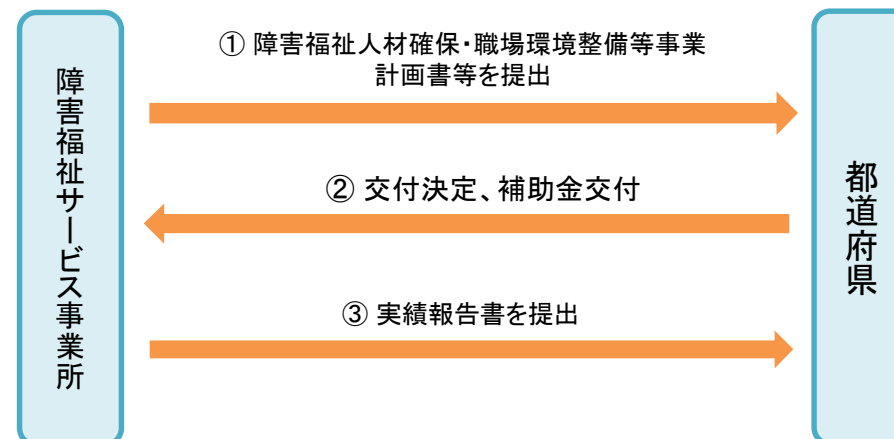 障害福祉サービス事業所
① 障害福祉人材確保・職場環境整備等事業
計画書等を提出
② 交付決定、補助金交付
③ 実績報告書を提出
都道府県